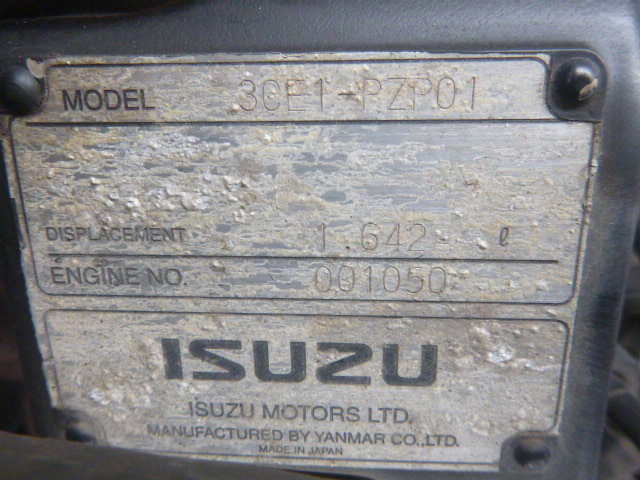 MODEL 3CE1-PZP01
DISPLACEMENT 1.642 ℓ
ENGINE NO. 001050
ISUZU
ISUZU MOTORS LTD.
MANUFACTURED BY YANMAR CO.,LTD.
MADE IN JAPAN